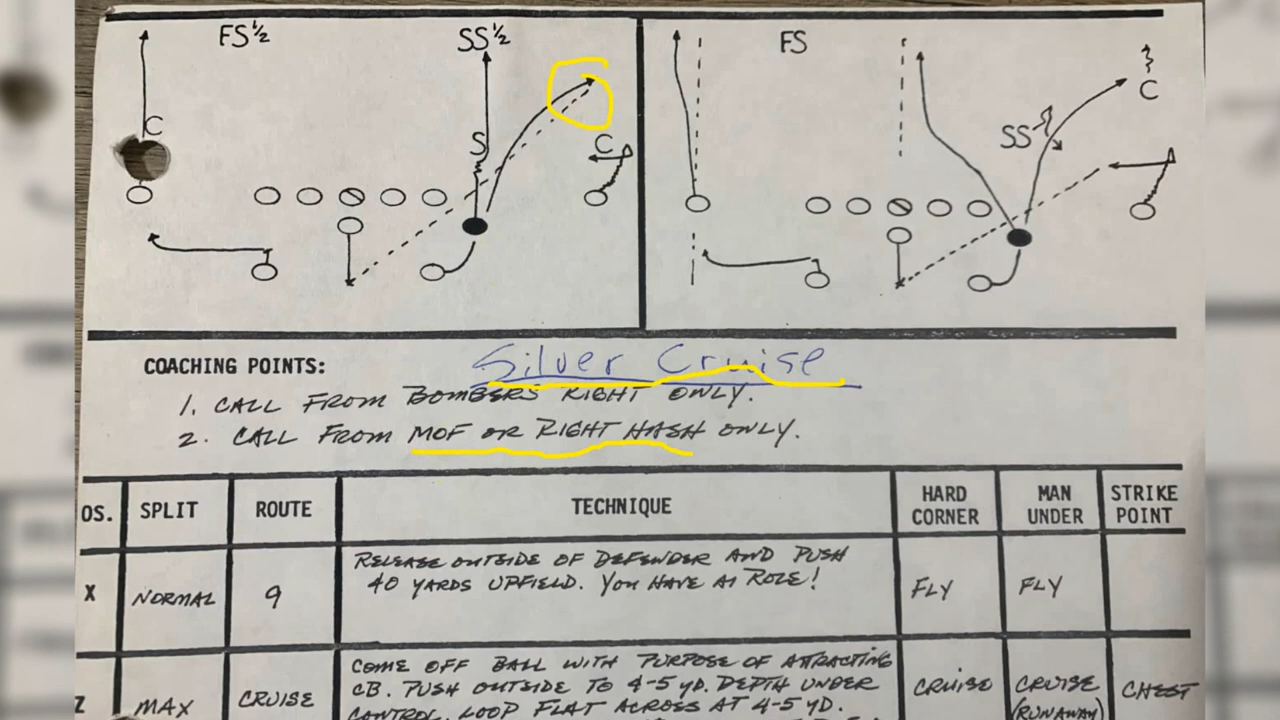 FS½ SS½ FS
C
C S C SS C
COACHING POINTS: Silver Cruise
1. CALL FROM BOMBERS RIGHT ONLY.
2. CALL FROM MOF OR RIGHT HASH ONLY.
OS. SPLIT ROUTE TECHNIQUE HARD CORNER MAN UNDER STRIKE POINT
X NORMAL 9 RELEASE OUTSIDE OF DEFENDER AND PUSH FLY FLY
40 YARDS UPFIELD. YOU HAVE A1 ROLE!
Z MAX CRUISE COME OFF BALL WITH PURPOSE OF ATTRACTING CRUISE CRUISE CHEST
CB. PUSH OUTSIDE TO 4-5 YD. DEPTH UNDER (RUNAWAY)
CONTROL. LOOP FLAT ACROSS AT 4-5 YD.